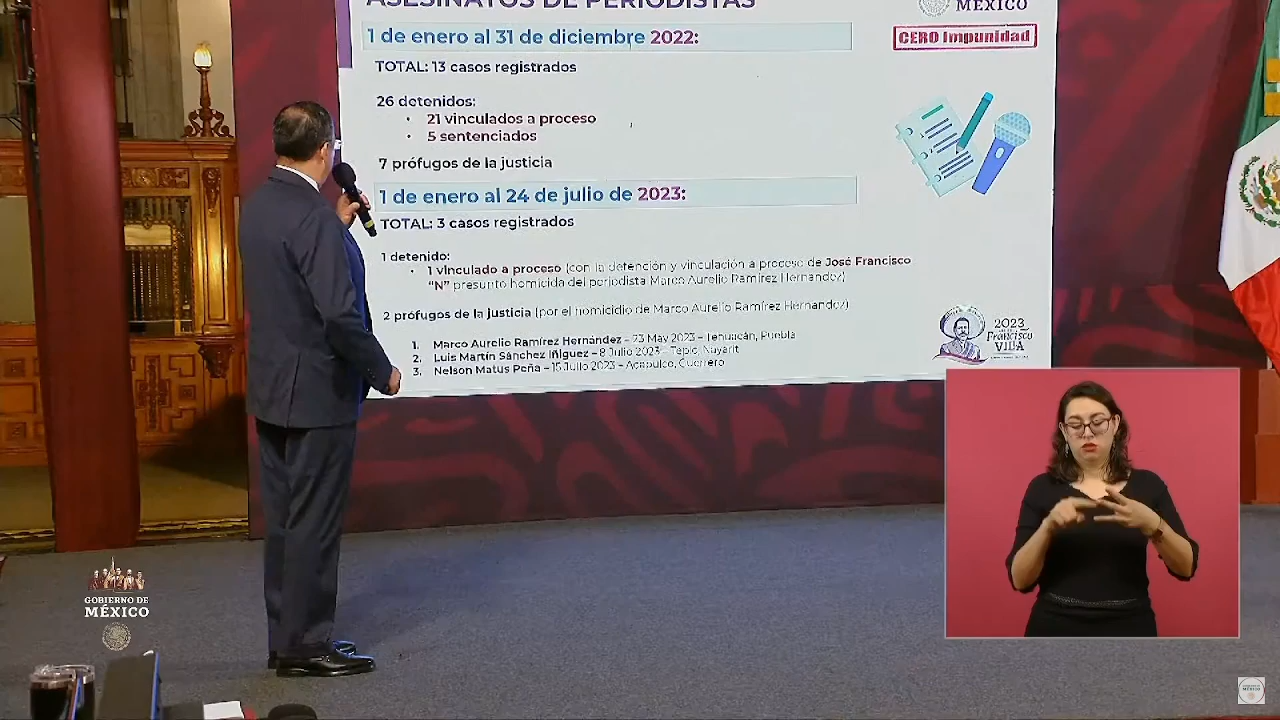 ASESINATOS DE PERIODISTAS
MÉXICO
1 de enero al 31 de diciembre 2022:
CERO Impunidad
TOTAL: 13 casos registrados
26 detenidos:
• 21 vinculados a proceso
• 5 sentenciados
7 prófugos de la justicia
1 de enero al 24 de julio de 2023:
TOTAL: 3 casos registrados
1 detenido:
• 1 vinculado a proceso (con la detención y vinculación a proceso de José Francisco
“N” presunto homicida del periodista Marco Aurelio Ramírez Hernández)
2 prófugos de la justicia (por el homicidio de Marco Aurelio Ramírez Hernández)
1. Marco Aurelio Ramírez Hernández – 23 May 2023 – Tehuacán, Puebla
2. Luis Martín Sánchez Iñiguez – 8 Julio 2023 – Tepic, Nayarit
3. Nelson Matus Peña – 15 Julio 2023 – Acapulco, Guerrero
2023
Francisco
VILLA
GOBIERNO DE
MÉXICO